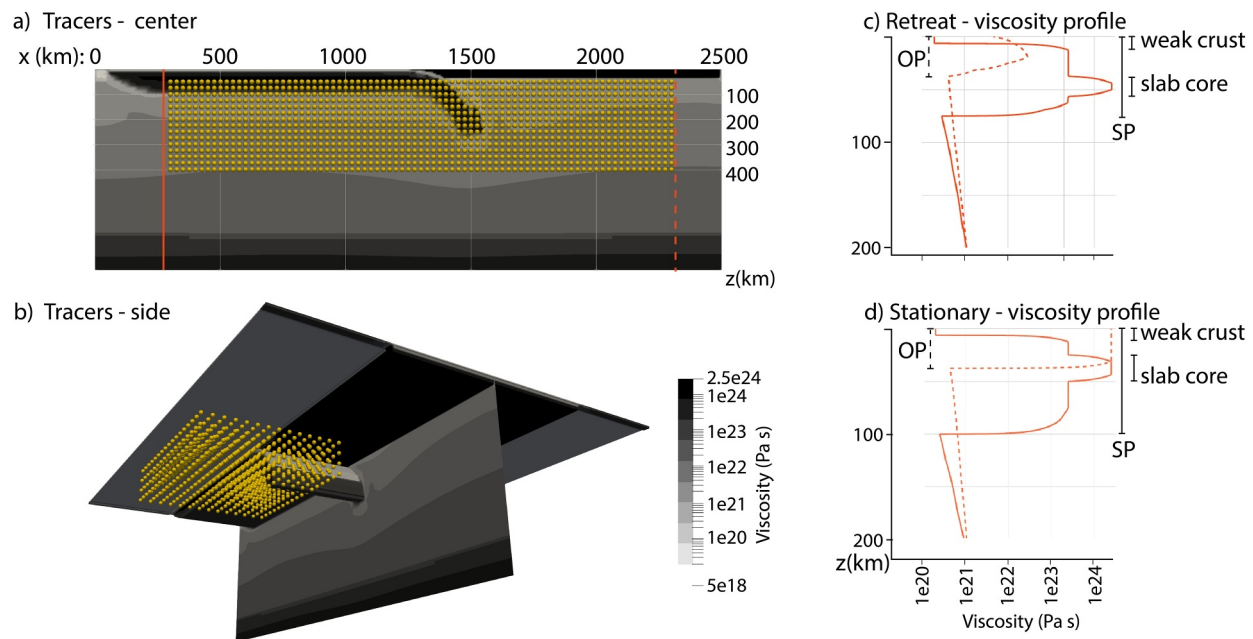 a) Tracers - center
x (km): 0 500 1000 1500 2000 2500
100
200
300
400
z(km)
b) Tracers - side
2.5e24
1e24
1e23
1e22
1e21
1e20
5e18
Viscosity (Pa s)
c) Retreat - viscosity profile
OP
weak crust
slab core
SP
100
200
d) Stationary - viscosity profile
OP
weak crust
slab core
SP
100
200
z(km)
1e20
1e21
1e22
1e23
1e24
Viscosity (Pa s)